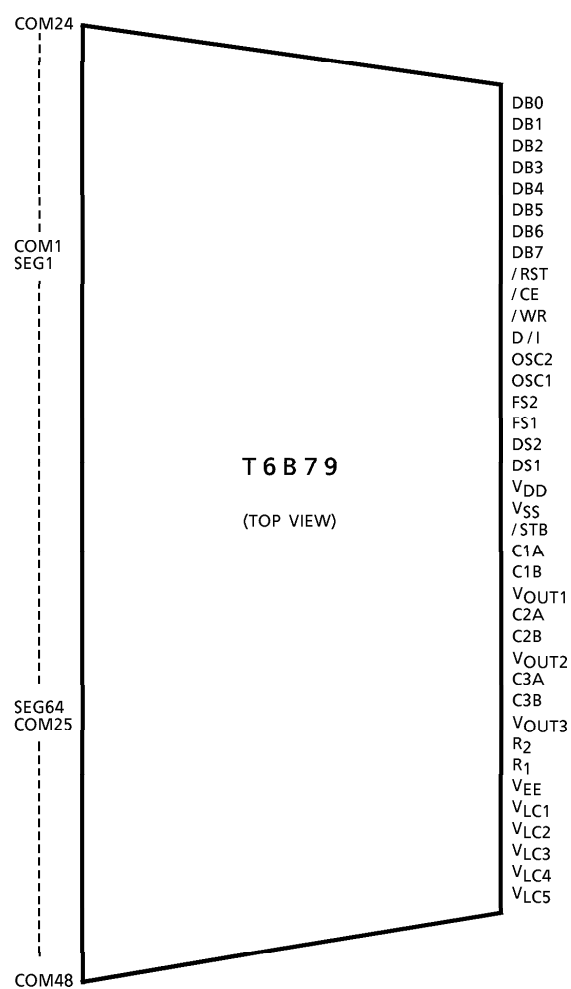 COM24
COM1
SEG1
SEG64
COM25
COM48
T6B79
(TOP VIEW)
DB0
DB1
DB2
DB3
DB4
DB5
DB6
DB7
/RST
/CE
/WR
D/I
OSC2
OSC1
FS2
FS1
DS2
DS1
VDD
VSS
/STB
C1A
C1B
VOUT1
C2A
C2B
VOUT2
C3A
C3B
VOUT3
R2
R1
VEE
VLC1
VLC2
VLC3
VLC4
VLC5